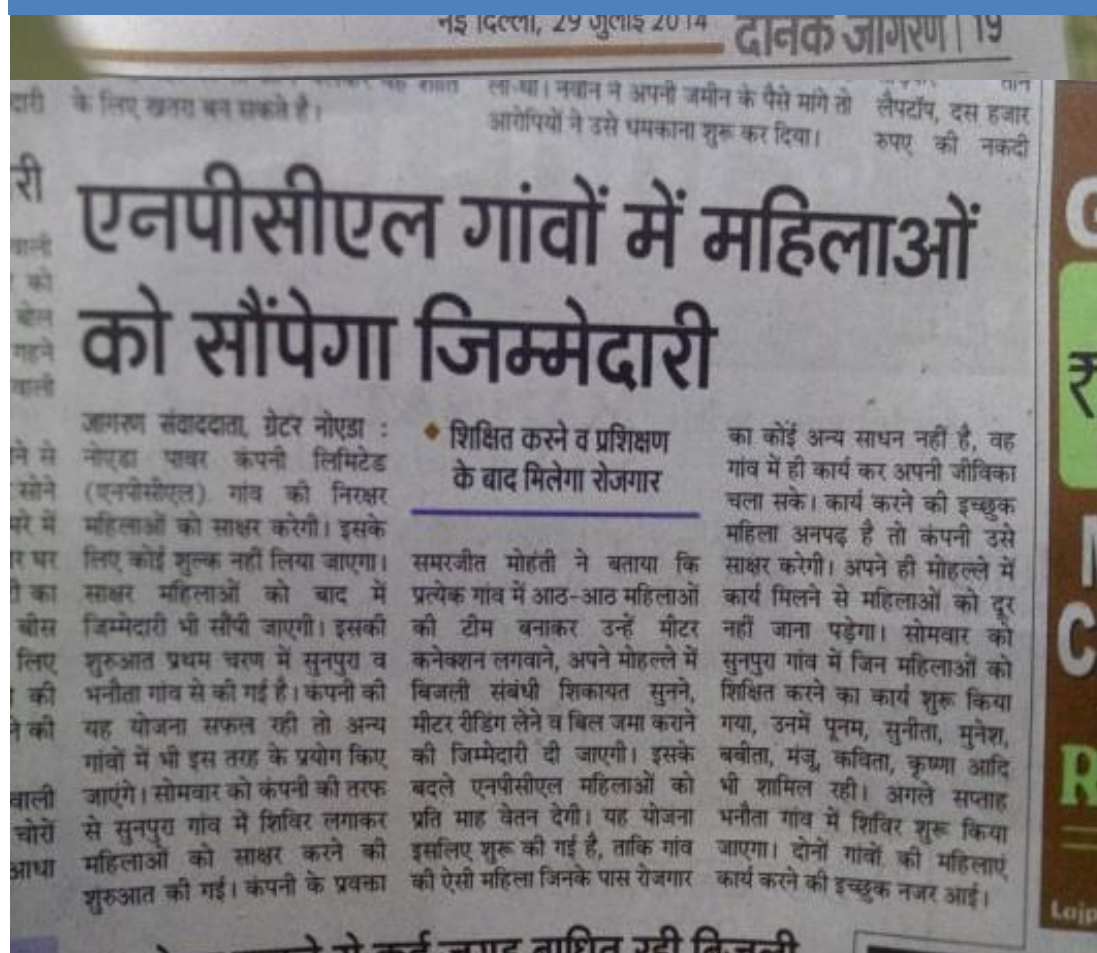 नई दिल्ली, 29 जुलाई 2014 दैनिक जागरण | 19
के लिए खतरा बन सकते है।
ला था। नवीन ने अपनी जमीन के पैसे मांगे तो
आरोपियों ने उसे धमकाना शुरू कर दिया।
तीन
लैपटॉप, दस हजार
रुपए की नकदी
एनपीसीएल गांवों में महिलाओं
को सौंपेगा जिम्मेदारी
जागरण संवाददाता, ग्रेटर नोएडा :
नोएडा पावर कंपनी लिमिटेड
(एनपीसीएल) गांव की निरक्षर
महिलाओं को साक्षर करेगी। इसके
लिए कोई शुल्क नहीं लिया जाएगा।
साक्षर महिलाओं को बाद में
जिम्मेदारी भी सौंपी जाएगी। इसकी
शुरुआत प्रथम चरण में सुनपुरा व
भनौता गांव से की गई है। कंपनी की
यह योजना सफल रही तो अन्य
गांवों में भी इस तरह के प्रयोग किए
जाएंगे। सोमवार को कंपनी की तरफ
से सुनपुरा गांव में शिविर लगाकर
महिलाओं को साक्षर करने की
शुरुआत की गई। कंपनी के प्रवक्ता
शिक्षित करने व प्रशिक्षण
के बाद मिलेगा रोजगार
समरजीत मोहंती ने बताया कि
प्रत्येक गांव में आठ-आठ महिलाओं
की टीम बनाकर उन्हें मीटर
कनेक्शन लगवाने, अपने मोहल्ले में
बिजली संबंधी शिकायत सुनने,
मीटर रीडिंग लेने व बिल जमा कराने
की जिम्मेदारी दी जाएगी। इसके
बदले एनपीसीएल महिलाओं को
प्रति माह वेतन देगी। यह योजना
इसलिए शुरू की गई है, ताकि गांव
की ऐसी महिला जिनके पास रोजगार
का कोई अन्य साधन नहीं है, वह
गांव में ही कार्य कर अपनी जीविका
चला सके। कार्य करने की इच्छुक
महिला अनपढ़ है तो कंपनी उसे
साक्षर करेगी। अपने ही मोहल्ले में
कार्य मिलने से महिलाओं को दूर
नहीं जाना पड़ेगा। सोमवार को
सुनपुरा गांव में जिन महिलाओं को
शिक्षित करने का कार्य शुरू किया
गया, उनमें पूनम, सुनीता, मुनेश,
बबीता, मंजू, कविता, कृष्णा आदि
भी शामिल रही। अगले सप्ताह
भनौता गांव में शिविर शुरू किया
जाएगा। दोनों गांवों की महिलाएं
कार्य करने की इच्छुक नजर आई।
₹